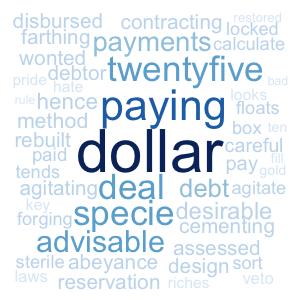 disbursed contracting restored
farthing payments locked
calculate
wonted twentyfive
debtor
pride hate bad
rule hence paying looks
floats
method box ten
rebuilt dollar careful
paid pay fill
tends deal debt gold
agitating agitate
key specie desirable
forging cementing
advisable assessed
sterile abeyance design sort
laws reservation riches veto